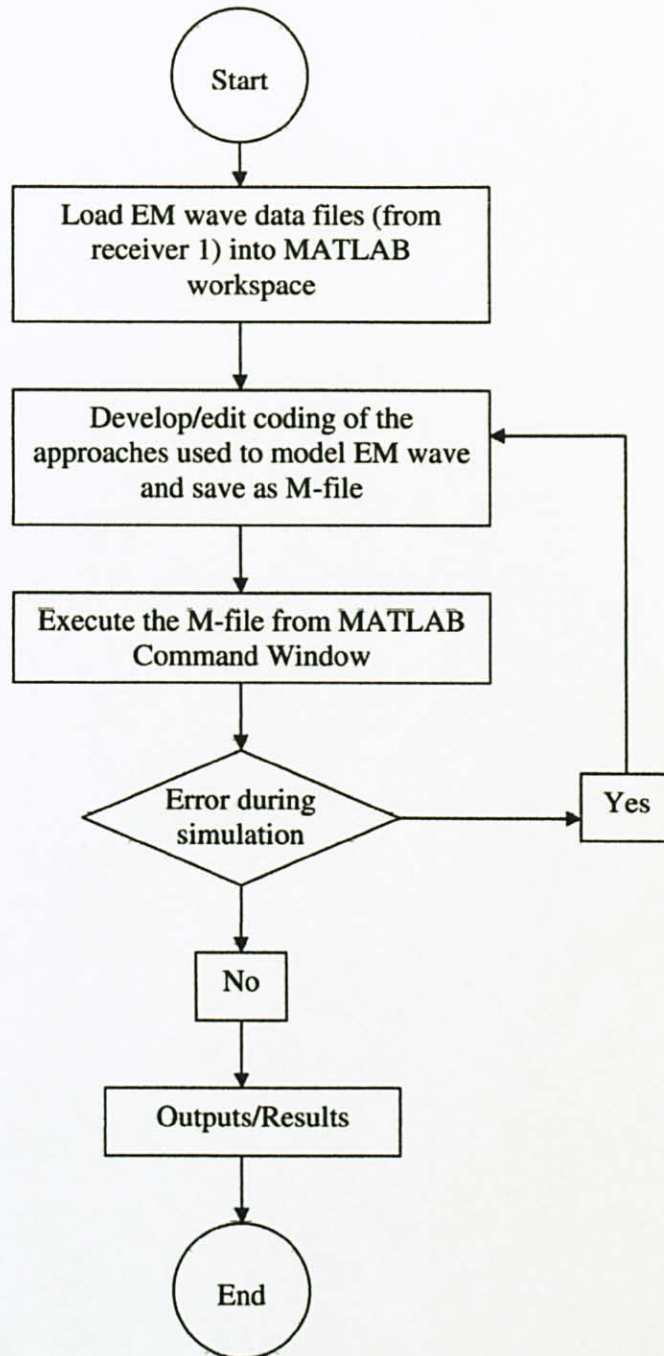 Start
Load EM wave data files (from
receiver 1) into MATLAB
workspace
Develop/edit coding of the
approaches used to model EM wave
and save as M-file
Execute the M-file from MATLAB
Command Window
Error during
simulation
Yes
No
Outputs/Results
End